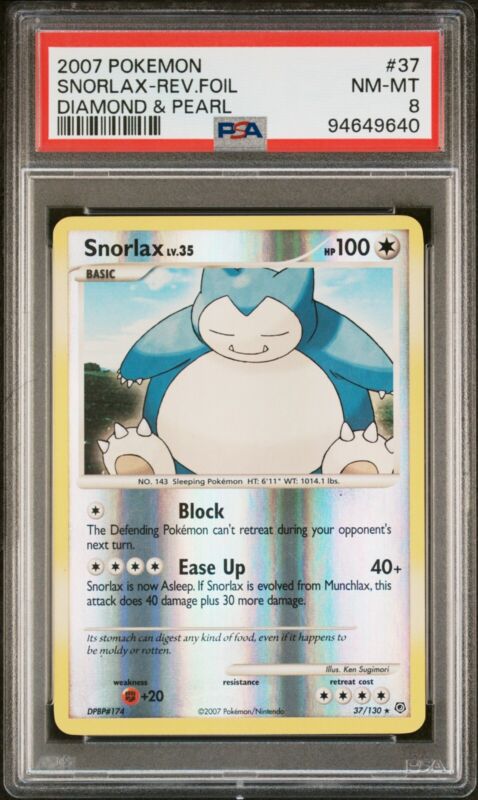 2007 POKEMON #37
SNORLAX-REV.FOIL NM-MT
DIAMOND & PEARL 8
PSA 94649640
Snorlax LV.35 HP 100
BASIC
NO. 143 Sleeping Pokémon HT: 6'11" WT: 1014.1 lbs.
Block
The Defending Pokémon can't retreat during your opponent's
next turn.
Ease Up 40+
Snorlax is now Asleep. If Snorlax is evolved from Munchlax, this
attack does 40 damage plus 30 more damage.
Its stomach can digest any kind of food, even if it happens to
be moldy or rotten.
Illus. Ken Sugimori
weakness resistance retreat cost
+20
DPBP#174 ©2007 Pokémon/Nintendo 37/130 ★
PSA